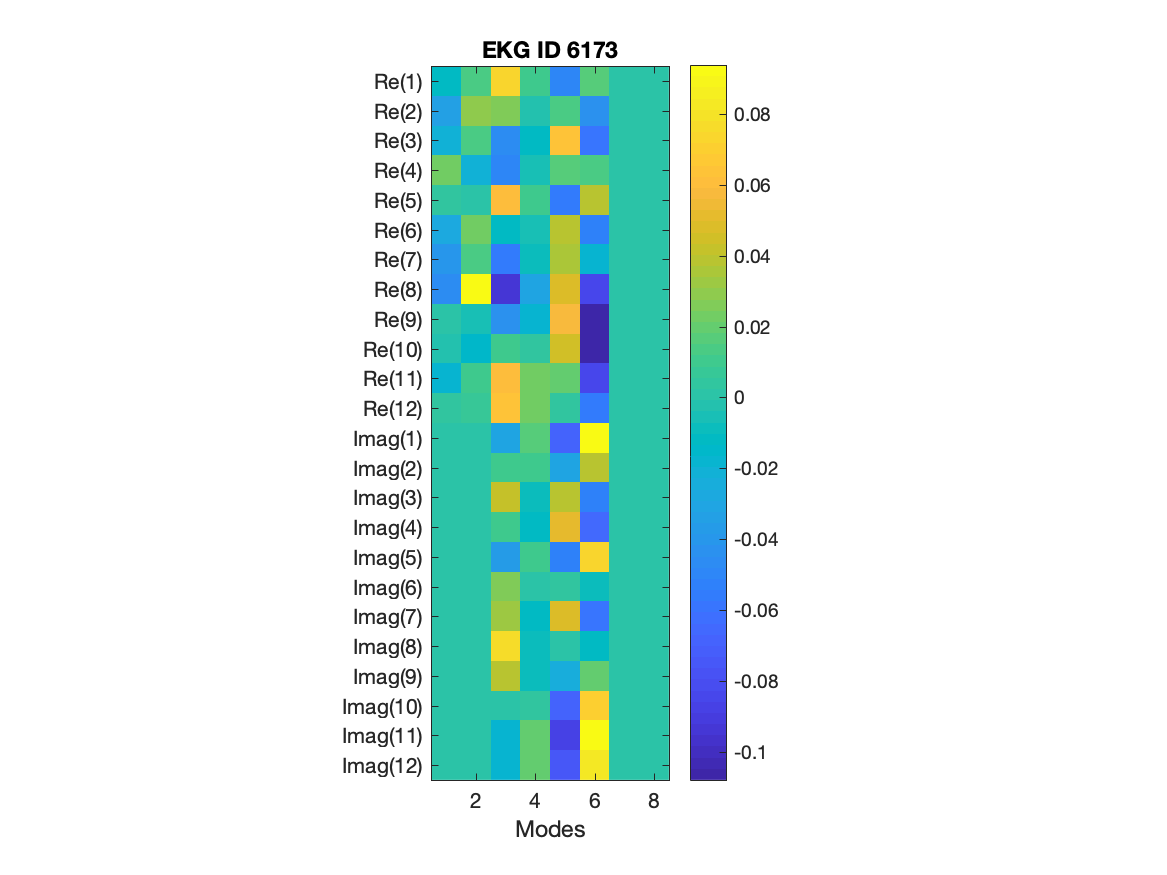 EKG ID 6173
Re(1)
Re(2)
Re(3)
Re(4)
Re(5)
Re(6)
Re(7)
Re(8)
Re(9)
Re(10)
Re(11)
Re(12)
Imag(1)
Imag(2)
Imag(3)
Imag(4)
Imag(5)
Imag(6)
Imag(7)
Imag(8)
Imag(9)
Imag(10)
Imag(11)
Imag(12)
2 4 6 8
Modes
0.08
0.06
0.04
0.02
0
-0.02
-0.04
-0.06
-0.08
-0.1